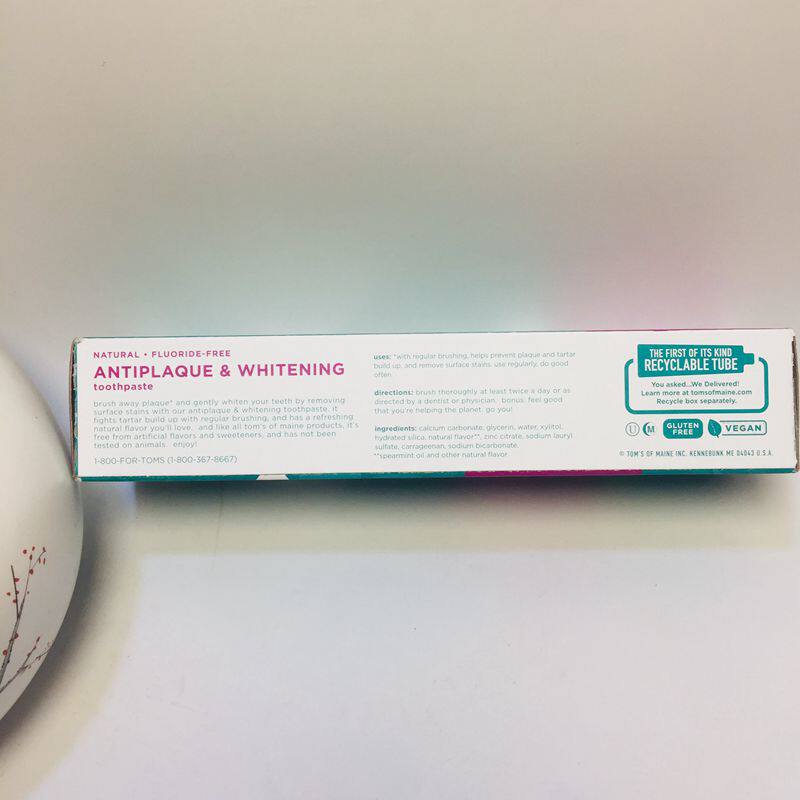 NATURAL • FLUORIDE-FREE
ANTIPLAQUE & WHITENING
toothpaste
brush away plaque* and gently whiten your teeth by removing
surface stains with our antiplaque & whitening toothpaste. it
fights tartar build up with regular brushing, and has a refreshing
natural flavor you'll love. and like all tom's of maine products, it's
free from artificial flavors and sweeteners, and has not been
tested on animals. enjoy!
1-800-FOR-TOMS (1-800-367-8667)
uses: *with regular brushing, helps prevent plaque and tartar
build up, and remove surface stains. use regularly, do good
often.
directions: brush thoroughly at least twice a day or as
directed by a dentist or physician. bonus: feel good
that you're helping the planet. go you!
ingredients: calcium carbonate, glycerin, water, xylitol,
hydrated silica, natural flavor**, zinc citrate, sodium lauryl
sulfate, carrageenan, sodium bicarbonate.
**spearmint oil and other natural flavor
THE FIRST OF ITS KIND
RECYCLABLE TUBE
You asked...We Delivered!
Learn more at tomsofmaine.com
Recycle box separately.
U M GLUTEN FREE VEGAN
© TOM'S OF MAINE INC. KENNEBUNK ME 04043 U.S.A.